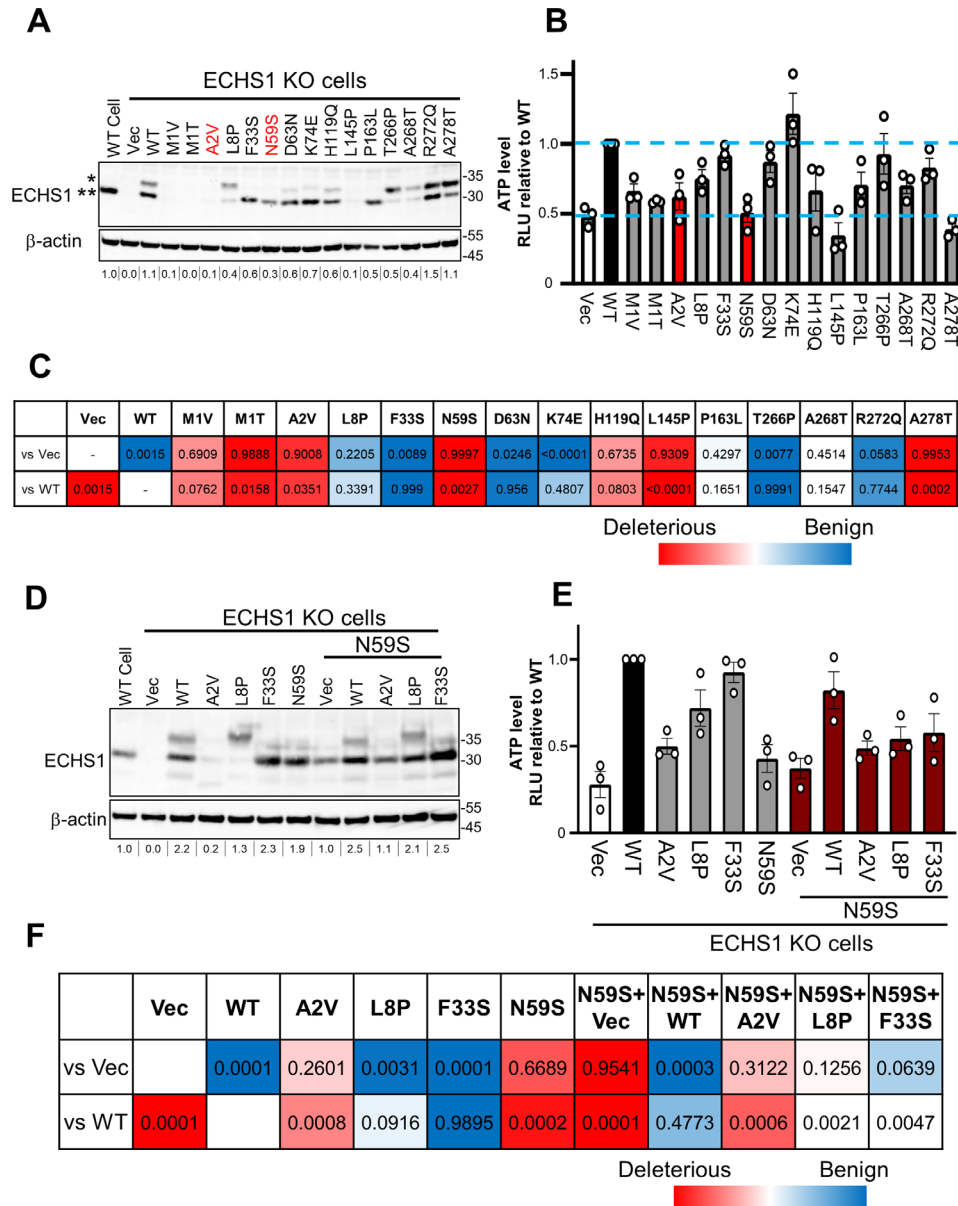 A
ECHS1 KO cells
WT Cell Vec WT M1V M1T A2V L8P F33S N59S D63N K74E H119Q L145P P163L T266P A268T R272Q A278T
*
**
ECHS1
-35
-30
β-actin
-55
-45
1.0 0.0 1.1 0.1 0.0 0.1 0.4 0.6 0.3 0.6 0.7 0.6 0.1 0.5 0.5 0.4 1.5 1.1
B
ATP level
RLU relative to WT
1.5
1.0
0.5
0
Vec WT M1V M1T A2V L8P F33S N59S D63N K74E H119Q L145P P163L T266P A268T R272Q A278T
C
Vec WT M1V M1T A2V L8P F33S N59S D63N K74E H119Q L145P P163L T266P A268T R272Q A278T
vs Vec - 0.0015 0.6909 0.9888 0.9008 0.2205 0.0089 0.9997 0.0246 <0.0001 0.6735 0.9309 0.4297 0.0077 0.4514 0.0583 0.9953
vs WT 0.0015 - 0.0762 0.0158 0.0351 0.3391 0.999 0.0027 0.956 0.4807 0.0803 <0.0001 0.1651 0.9991 0.1547 0.7744 0.0002
Deleterious Benign
D
ECHS1 KO cells
N59S
WT Cell Vec WT A2V L8P F33S N59S Vec WT A2V L8P F33S
ECHS1
-35
-30
β-actin
-55
-45
1.0 0.0 2.2 0.2 1.3 2.3 1.9 1.0 2.5 1.1 2.1 2.5
E
ATP level
RLU relative to WT
1.0
0.5
0
Vec WT A2V L8P F33S N59S Vec WT A2V L8P F33S
N59S
ECHS1 KO cells
F
Vec WT A2V L8P F33S N59S N59S+ Vec N59S+ WT N59S+ A2V N59S+ L8P N59S+ F33S
vs Vec 0.0001 0.2601 0.0031 0.0001 0.6689 0.9541 0.0003 0.3122 0.1256 0.0639
vs WT 0.0001 0.0008 0.0916 0.9895 0.0002 0.0001 0.4773 0.0006 0.0021 0.0047
Deleterious Benign